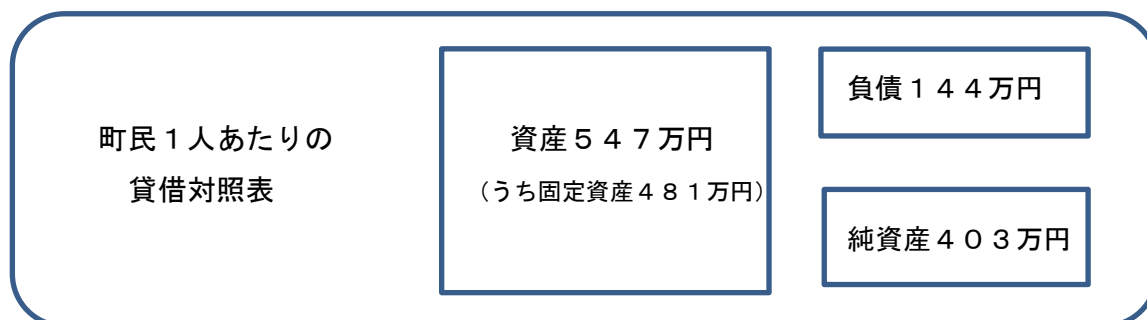 町民１人あたりの
貸借対照表
資産５４７万円
（うち固定資産４８１万円）
負債１４４万円
純資産４０３万円